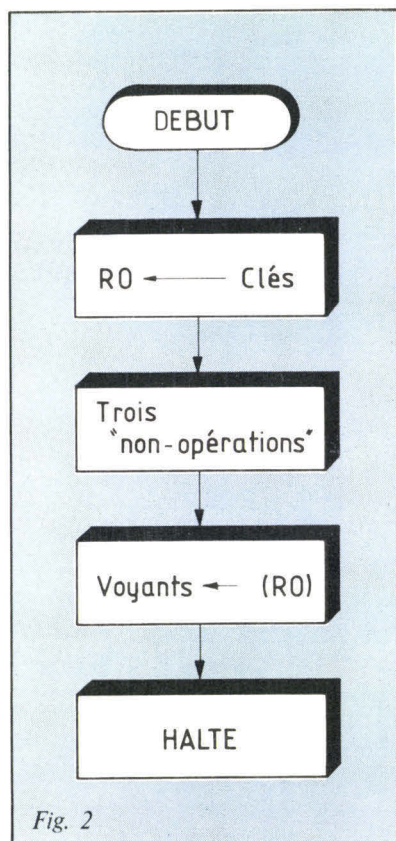 DEBUT
RO ← Clés
Trois
"non-opérations"
Voyants ← (RO)
HALTE
Fig. 2